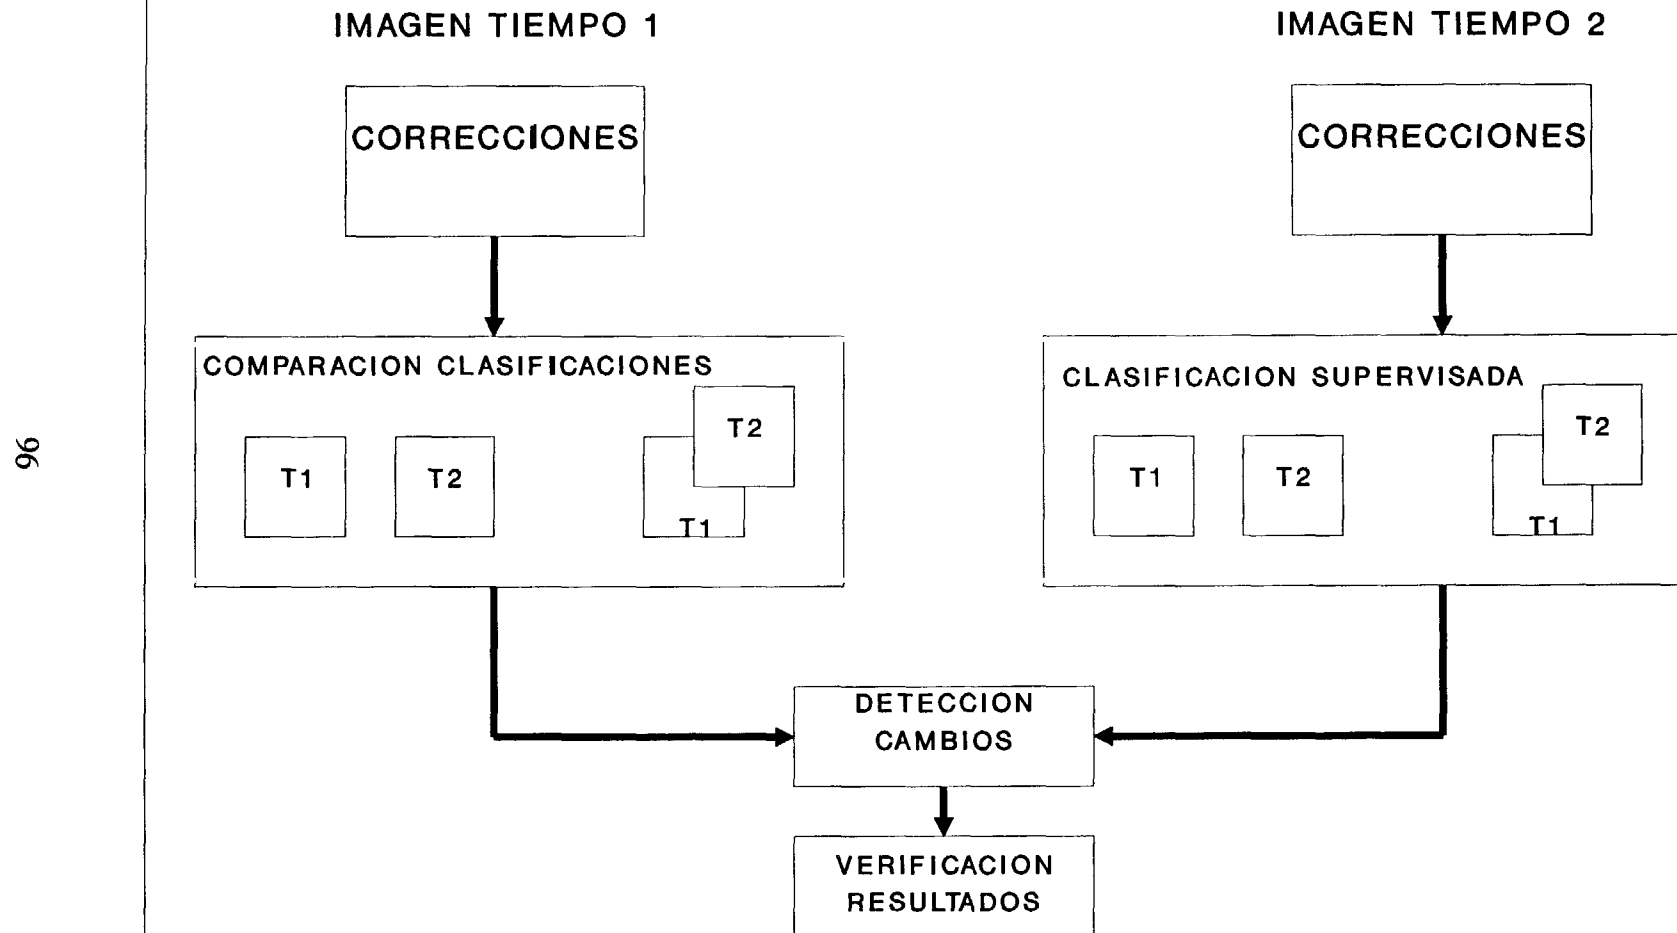 IMAGEN TIEMPO 1
IMAGEN TIEMPO 2
CORRECCIONES
CORRECCIONES
COMPARACION CLASIFICACIONES
T1
T2
T2
T1
CLASIFICACION SUPERVISADA
T1
T2
T2
T1
DETECCION
CAMBIOS
VERIFICACION
RESULTADOS
96